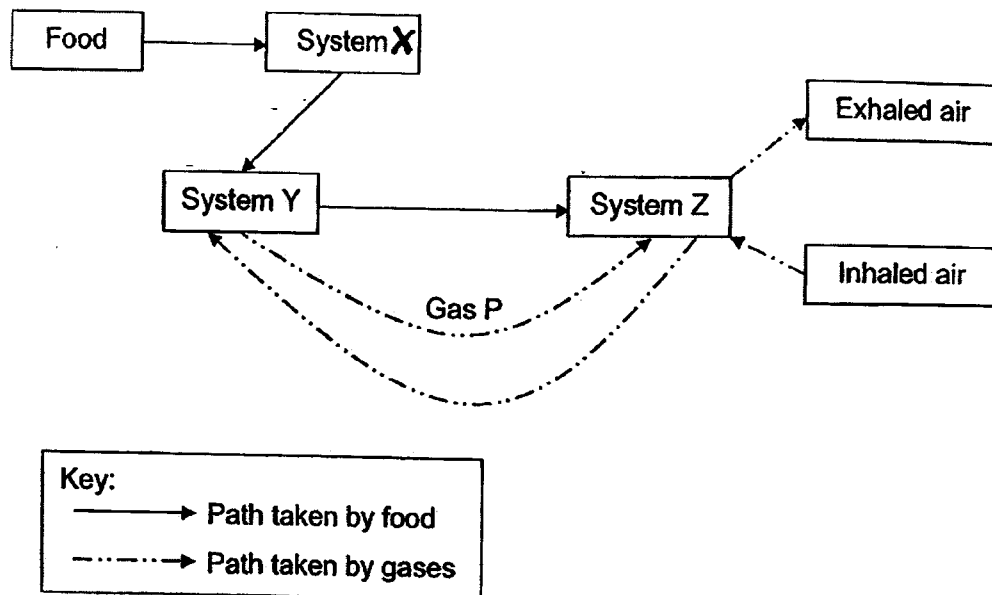 Food
System X
Exhaled air
System Y
System Z
Inhaled air
Gas P
Key:
Path taken by food
Path taken by gases